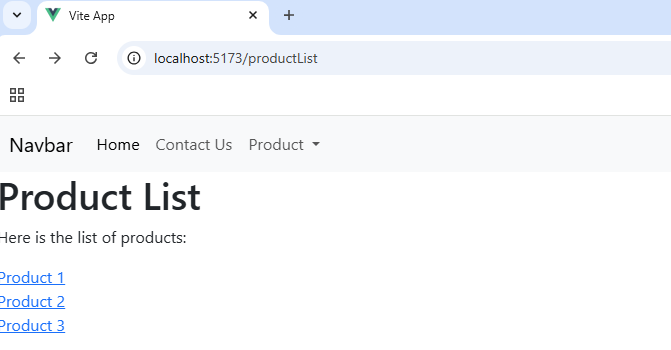 Vite App
localhost:5173/productList
Navbar Home Contact Us Product
Product List
Here is the list of products:
Product 1
Product 2
Product 3